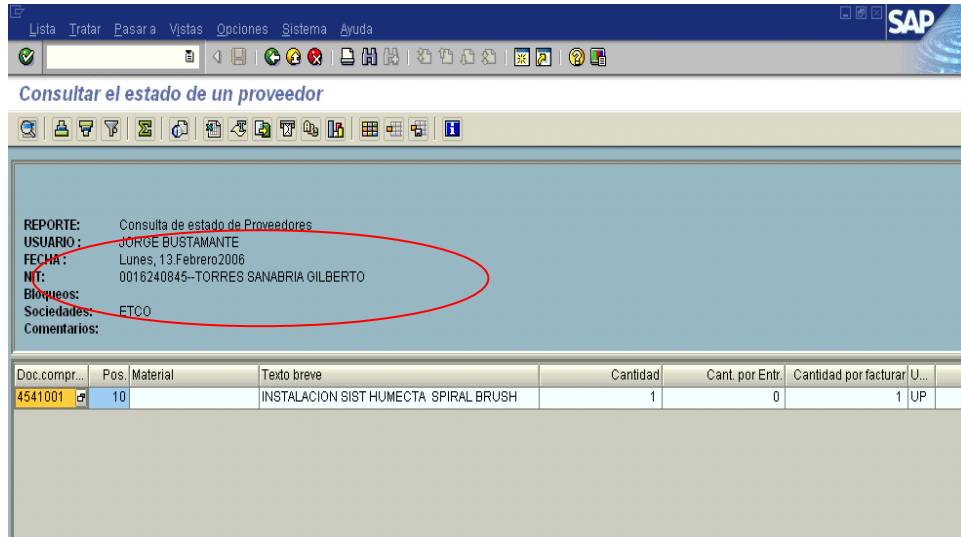 Lista Tratar Pasar a Vistas Opciones Sistema Ayuda
SAP
Consultar el estado de un proveedor
REPORTE: Consulta de estado de Proveedores
USUARIO : JORGE BUSTAMANTE
FECHA : Lunes, 13.Febrero2006
NIT: 0016240845--TORRES SANABRIA GILBERTO
Bloqueos:
Sociedades: ETCO
Comentarios:
Doc.compr... Pos. Material Texto breve Cantidad Cant. por Entr. Cantidad por facturar U...
4541001 10 INSTALACION SIST HUMECTA SPIRAL BRUSH 1 0 1 UP